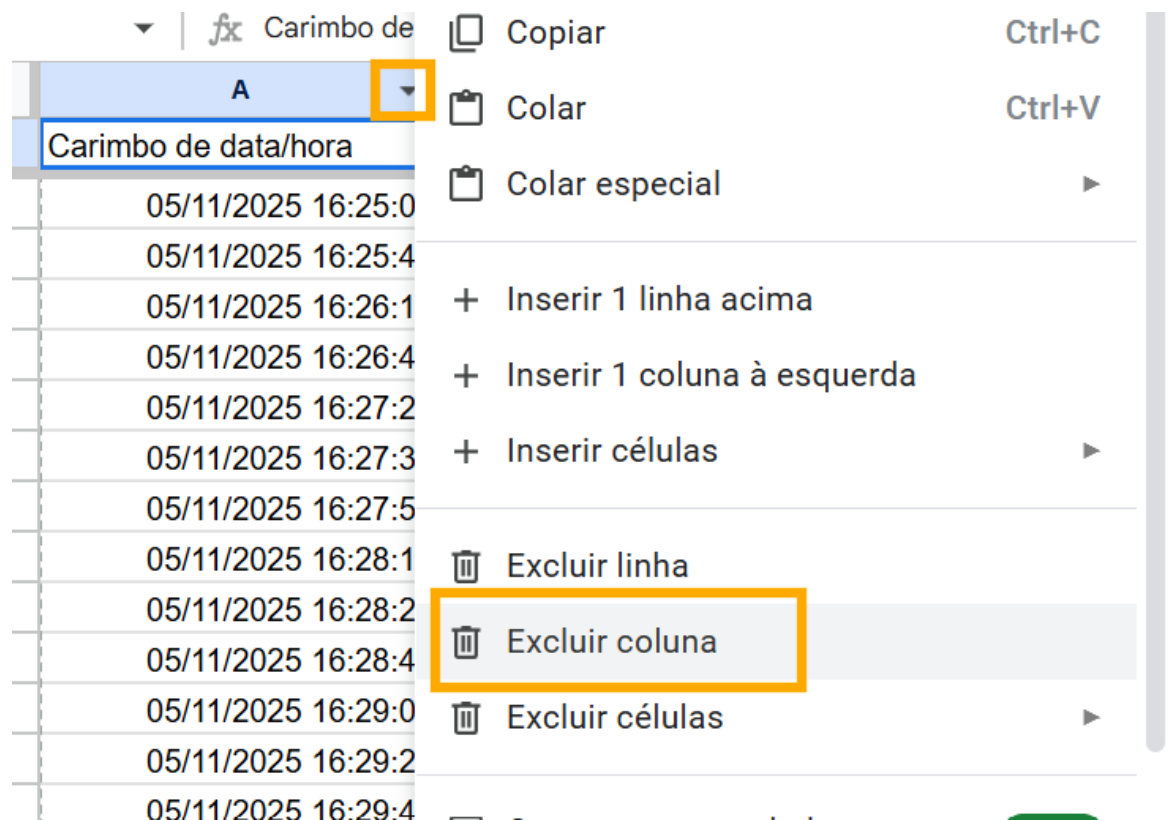 fx Carimbo de
A
Carimbo de data/hora
05/11/2025 16:25:0
05/11/2025 16:25:4
05/11/2025 16:26:1
05/11/2025 16:26:4
05/11/2025 16:27:2
05/11/2025 16:27:3
05/11/2025 16:27:5
05/11/2025 16:28:1
05/11/2025 16:28:2
05/11/2025 16:28:4
05/11/2025 16:29:0
05/11/2025 16:29:2
05/11/2025 16:29:4
Copiar Ctrl+C
Colar Ctrl+V
Colar especial
Inserir 1 linha acima
Inserir 1 coluna à esquerda
Inserir células
Excluir linha
Excluir coluna
Excluir células